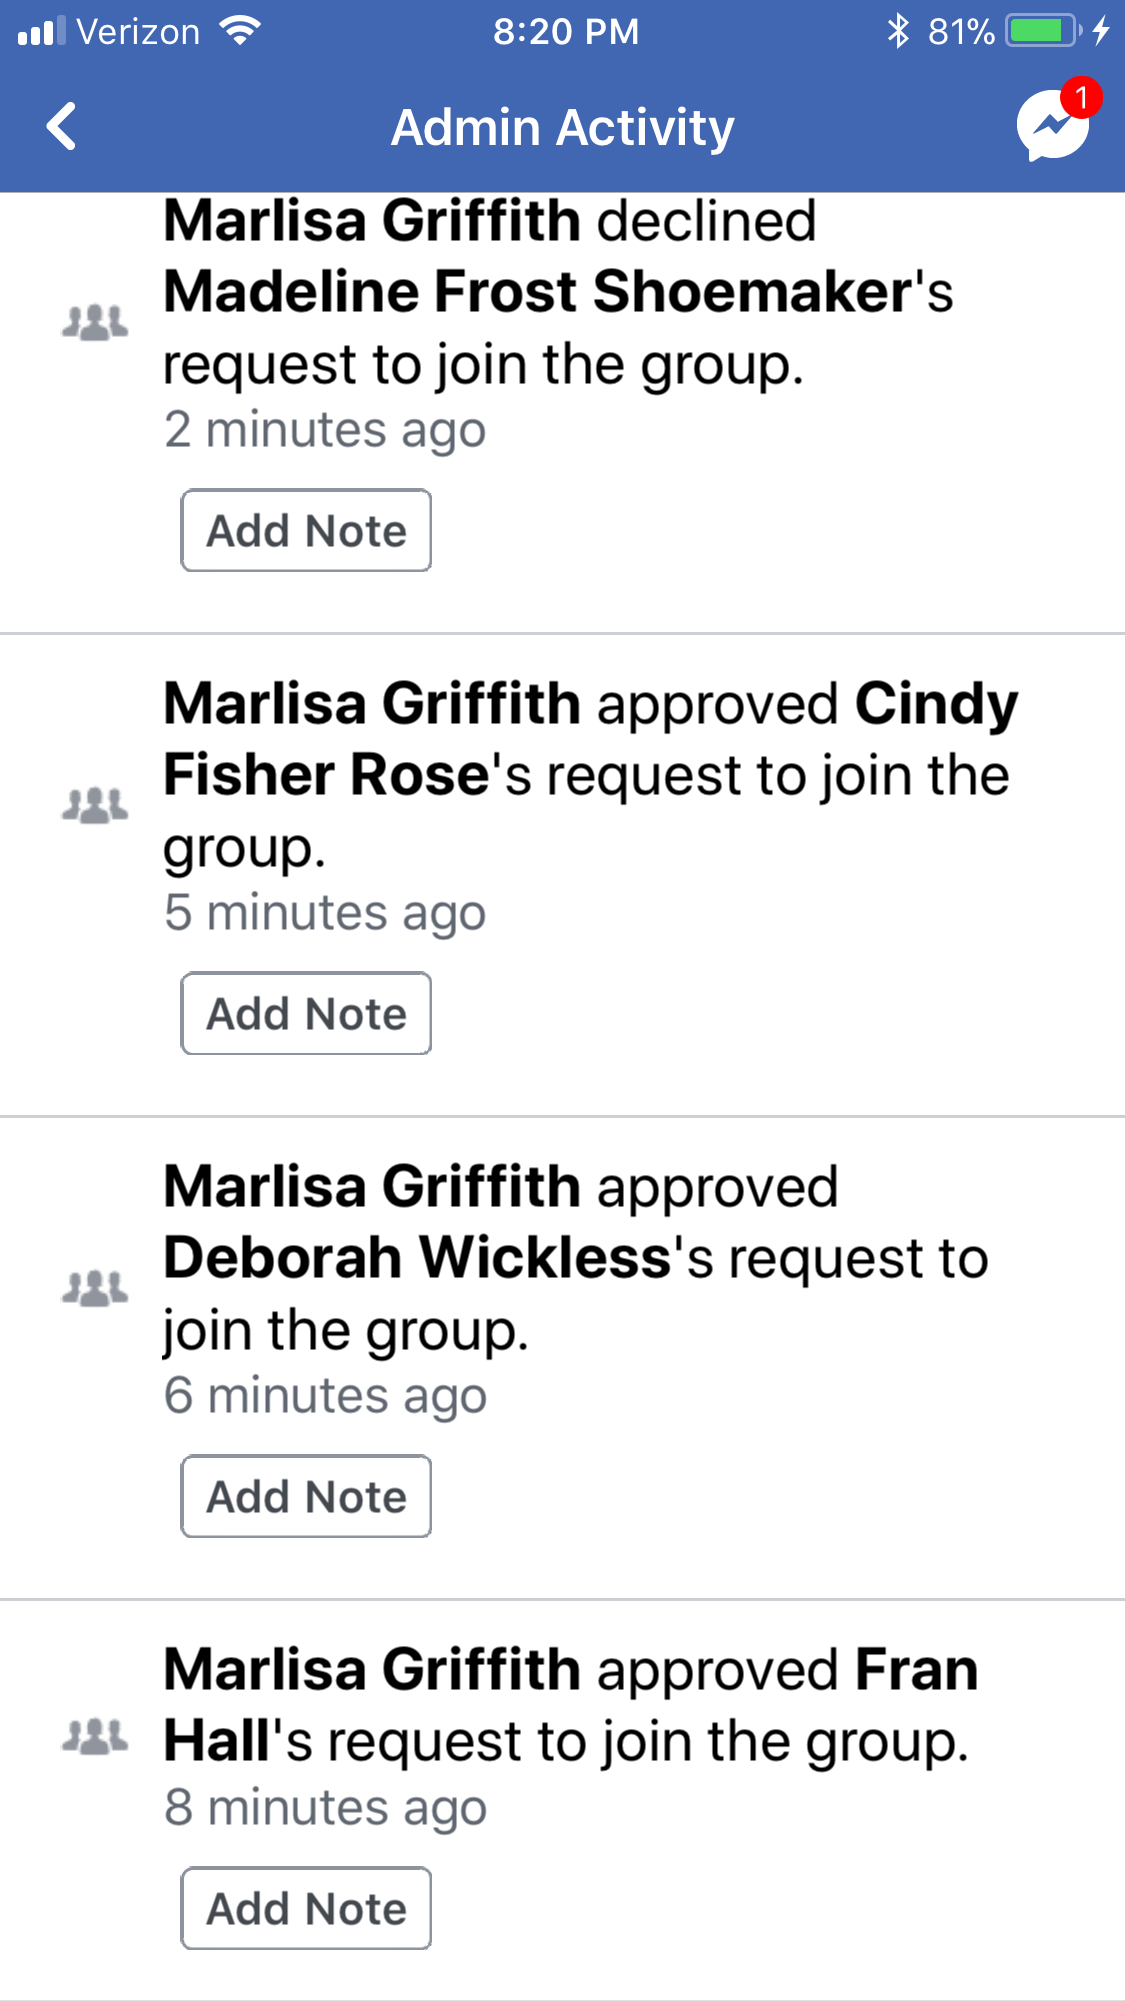 Verizon 8:20 PM 81%
Admin Activity 1
Marlisa Griffith declined
Madeline Frost Shoemaker's
request to join the group.
2 minutes ago
Add Note
Marlisa Griffith approved Cindy
Fisher Rose's request to join the
group.
5 minutes ago
Add Note
Marlisa Griffith approved
Deborah Wickless's request to
join the group.
6 minutes ago
Add Note
Marlisa Griffith approved Fran
Hall's request to join the group.
8 minutes ago
Add Note